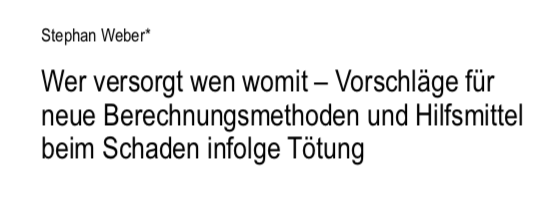 Stephan Weber*
Wer versorgt wen womit – Vorschläge für
neue Berechnungsmethoden und Hilfsmittel
beim Schaden infolge Tötung